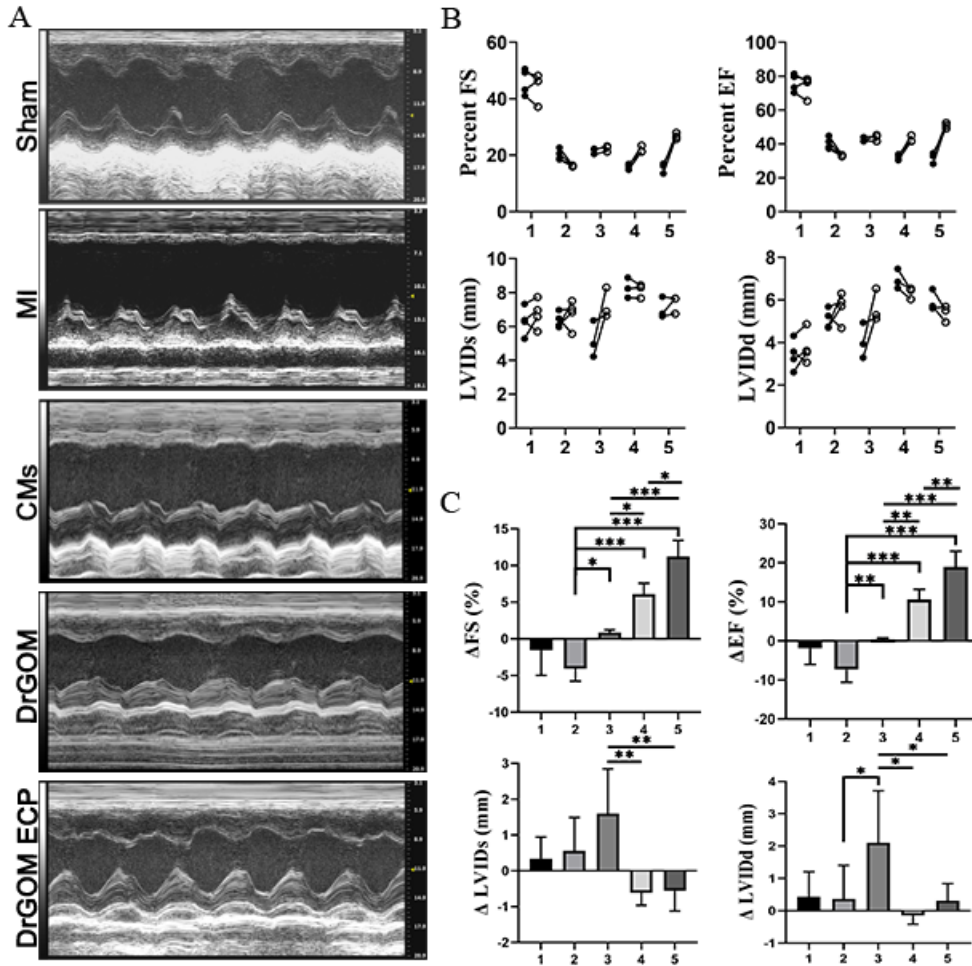 A
Sham
MI
CMs
DrGOM
DrGOM ECP
B
Percent FS
60
40
20
0
1 2 3 4 5
Percent EF
100
80
60
40
20
0
1 2 3 4 5
LVIDs (mm)
10
8
6
4
2
0
1 2 3 4 5
LVIDd (mm)
8
6
4
2
0
1 2 3 4 5
C
ΔFS (%)
15
10
5
0
-5
-10
1 2 3 4 5
*
***
***
*
***
*
ΔEF (%)
30
20
10
0
-10
-20
1 2 3 4 5
**
***
***
**
***
**
Δ LVIDs (mm)
3
2
1
0
-1
-2
1 2 3 4 5
**
**
Δ LVIDd (mm)
4
3
2
1
0
-1
1 2 3 4 5
*
*
*